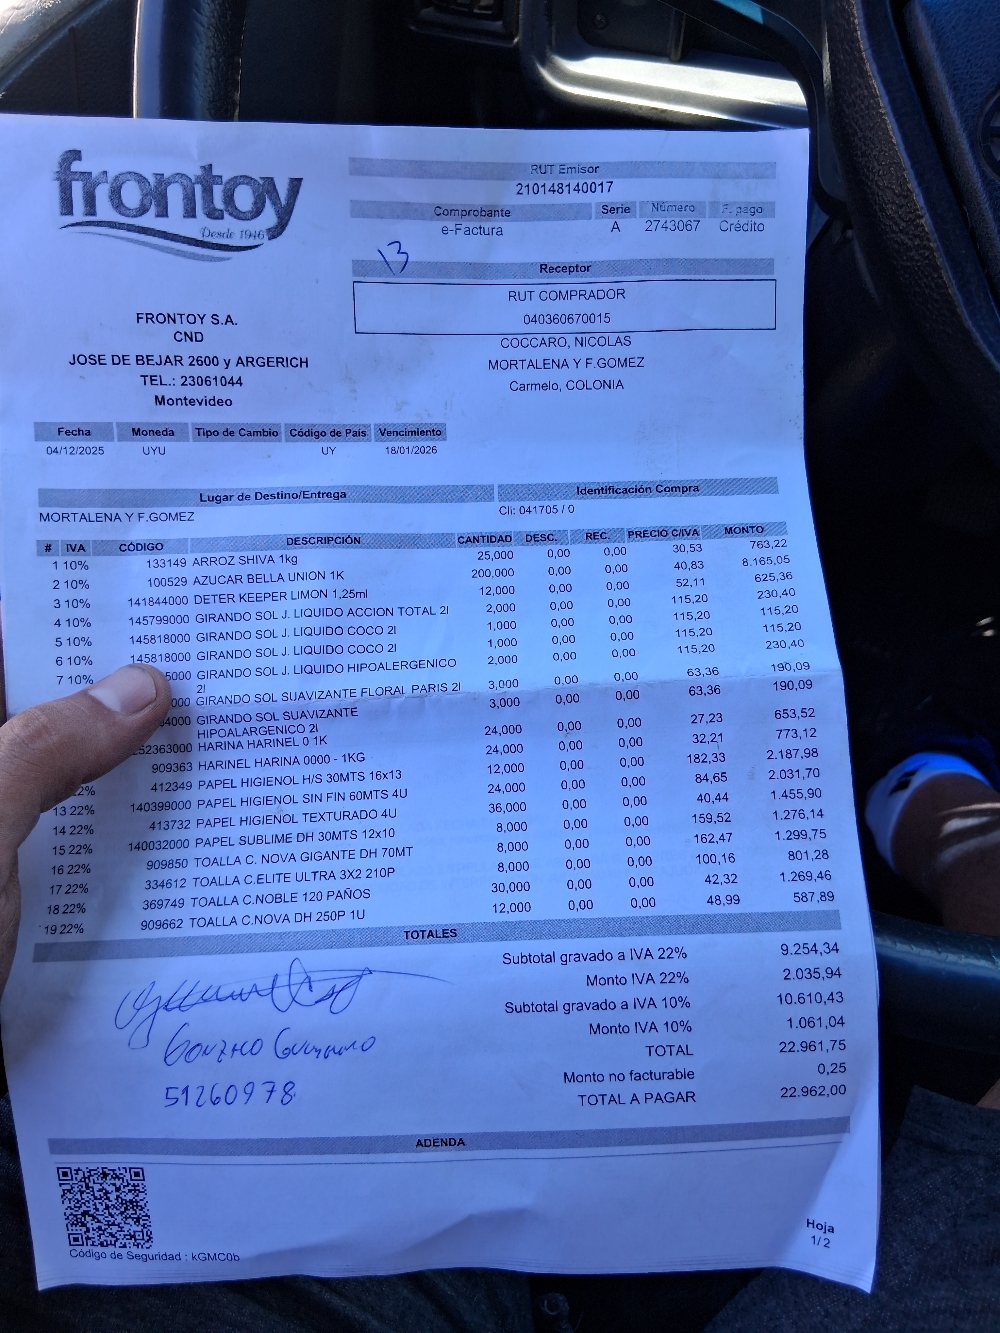 frontoy
Desde 1946
RUT Emisor
210148140017
Comprobante Serie Número F. pago
e-Factura A 2743067 Crédito
13
Receptor
RUT COMPRADOR
040360670015
COCCARO, NICOLAS
MORTALENA Y F.GOMEZ
Carmelo, COLONIA
FRONTOY S.A.
CND
JOSE DE BEJAR 2600 y ARGERICH
TEL.: 23061044
Montevideo
Fecha Moneda Tipo de Cambio Código de País Vencimiento
04/12/2025 UYU UY 18/01/2026
Lugar de Destino/Entrega Identificación Compra
MORTALENA Y F.GOMEZ Cli: 041705 / 0
# IVA CÓDIGO DESCRIPCIÓN CANTIDAD DESC. REC. PRECIO C/IVA MONTO
1 10% 133149 ARROZ SHIVA 1kg 25,000 0,00 0,00 30,53 763,22
2 10% 100529 AZUCAR BELLA UNION 1K 200,000 0,00 0,00 40,83 8.165,05
3 10% 141844000 DETER KEEPER LIMON 1,25ml 12,000 0,00 0,00 52,11 625,36
4 10% 145799000 GIRANDO SOL J. LIQUIDO ACCION TOTAL 2l 2,000 0,00 0,00 115,20 230,40
5 10% 145818000 GIRANDO SOL J. LIQUIDO COCO 2l 1,000 0,00 0,00 115,20 115,20
6 10% 145818000 GIRANDO SOL J. LIQUIDO COCO 2l 1,000 0,00 0,00 115,20 115,20
7 10% 5000 GIRANDO SOL J. LIQUIDO HIPOALERGENICO 2,000 0,00 0,00 115,20 230,40
2l
000 GIRANDO SOL SUAVIZANTE FLORAL PARIS 2l 3,000 0,00 0,00 63,36 190,09
4000 GIRANDO SOL SUAVIZANTE 3,000 0,00 0,00 63,36 190,09
HIPOALARGENICO 2l
252363000 HARINA HARINEL 0 1K 24,000 0,00 0,00 27,23 653,52
909363 HARINEL HARINA 0000 - 1KG 24,000 0,00 0,00 32,21 773,12
2% 412349 PAPEL HIGIENOL H/S 30MTS 16x13 12,000 0,00 0,00 182,33 2.187,98
13 22% 140399000 PAPEL HIGIENOL SIN FIN 60MTS 4U 24,000 0,00 0,00 84,65 2.031,70
14 22% 413732 PAPEL HIGIENOL TEXTURADO 4U 36,000 0,00 0,00 40,44 1.455,90
15 22% 140032000 PAPEL SUBLIME DH 30MTS 12x10 8,000 0,00 0,00 159,52 1.276,14
16 22% 909850 TOALLA C. NOVA GIGANTE DH 70MT 8,000 0,00 0,00 162,47 1.299,75
17 22% 334612 TOALLA C.ELITE ULTRA 3X2 210P 8,000 0,00 0,00 100,16 801,28
18 22% 369749 TOALLA C.NOBLE 120 PAÑOS 30,000 0,00 0,00 42,32 1.269,46
19 22% 909662 TOALLA C.NOVA DH 250P 1U 12,000 0,00 0,00 48,99 587,89
TOTALES
Subtotal gravado a IVA 22% 9.254,34
Monto IVA 22% 2.035,94
Subtotal gravado a IVA 10% 10.610,43
Monto IVA 10% 1.061,04
TOTAL 22.961,75
Monto no facturable 0,25
TOTAL A PAGAR 22.962,00
51260978
ADENDA
Código de Seguridad : kGMC0b
Hoja
1/2